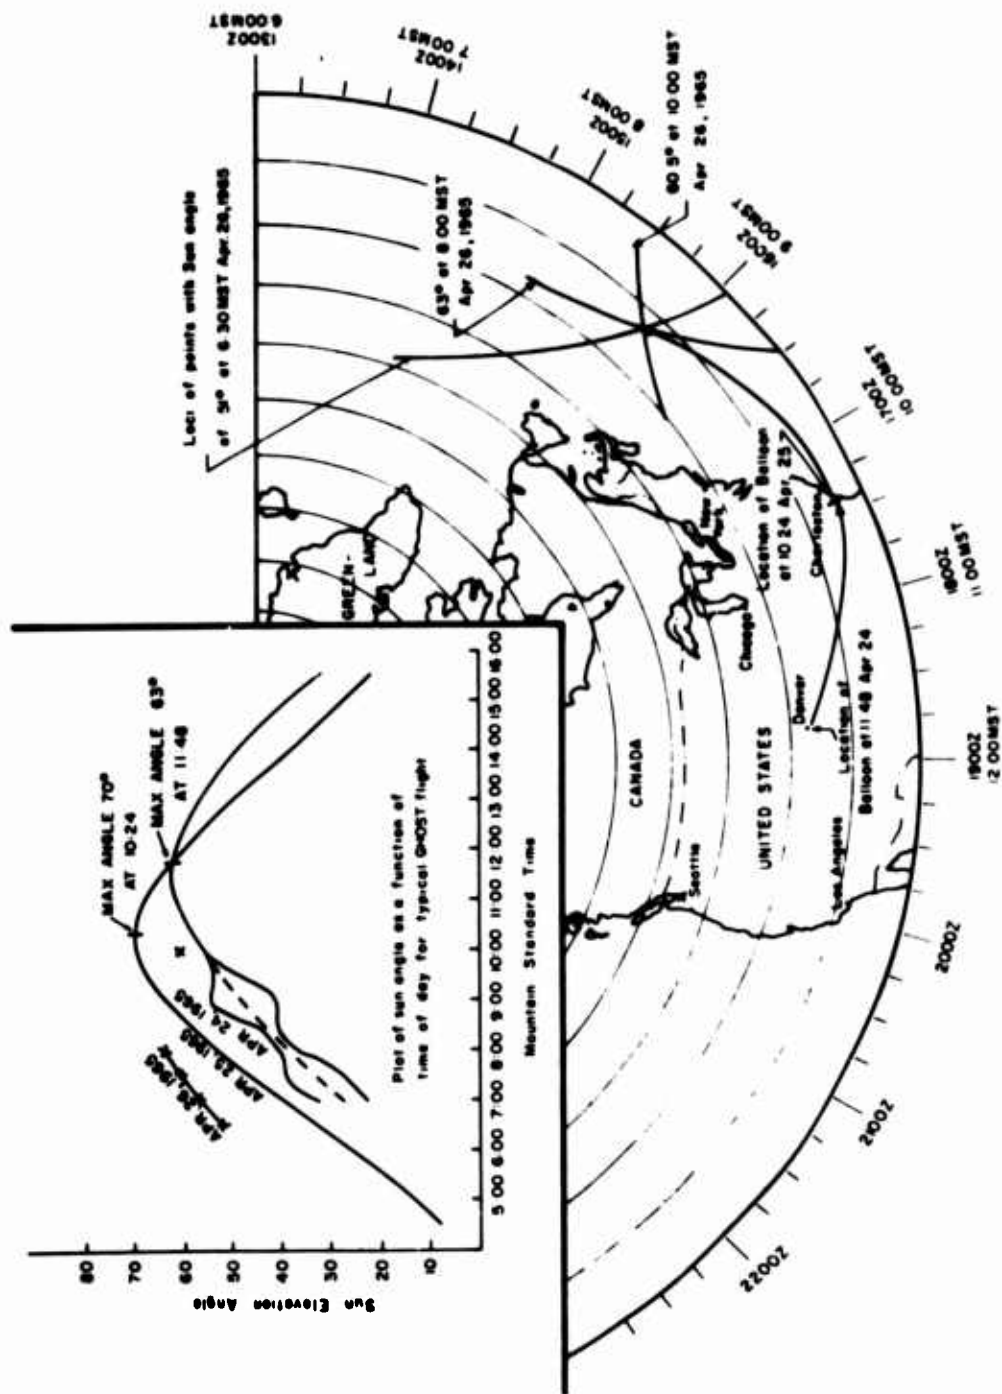 Sun Elevation Angle
80
70
60
50
40
30
20
10
5:00 6:00 7:00 8:00 9:00 10:00 11:00 12:00 13:00 14:00 15:00 16:00
Mountain Standard Time
MAX ANGLE 70°
AT 10:24
MAX ANGLE 63°
AT 11:48
APR 26, 1965
APR 25, 1965
APR 24, 1965
Plot of sun angle as a function of
time of day for typical GHOST flight
Loci of points with Sun angle
of 51° at 6:30 MST Apr. 26, 1965
63° at 8:00 MST
Apr 26, 1965
60.5° at 10:00 MST
Apr 26, 1965
1300Z
6:00 MST
1400Z
7:00 MST
1500Z
8:00 MST
1600Z
9:00 MST
1700Z
10:00 MST
1800Z
11:00 MST
1900Z
12:00 MST
2000Z
2100Z
2200Z
GREEN-
LAND
CANADA
UNITED STATES
Seattle
Los Angeles
Denver
Chicago
New
York
Charleston
Location of Balloon
at 10:24 Apr. 25
Location of
Balloon at 11:48 Apr 24